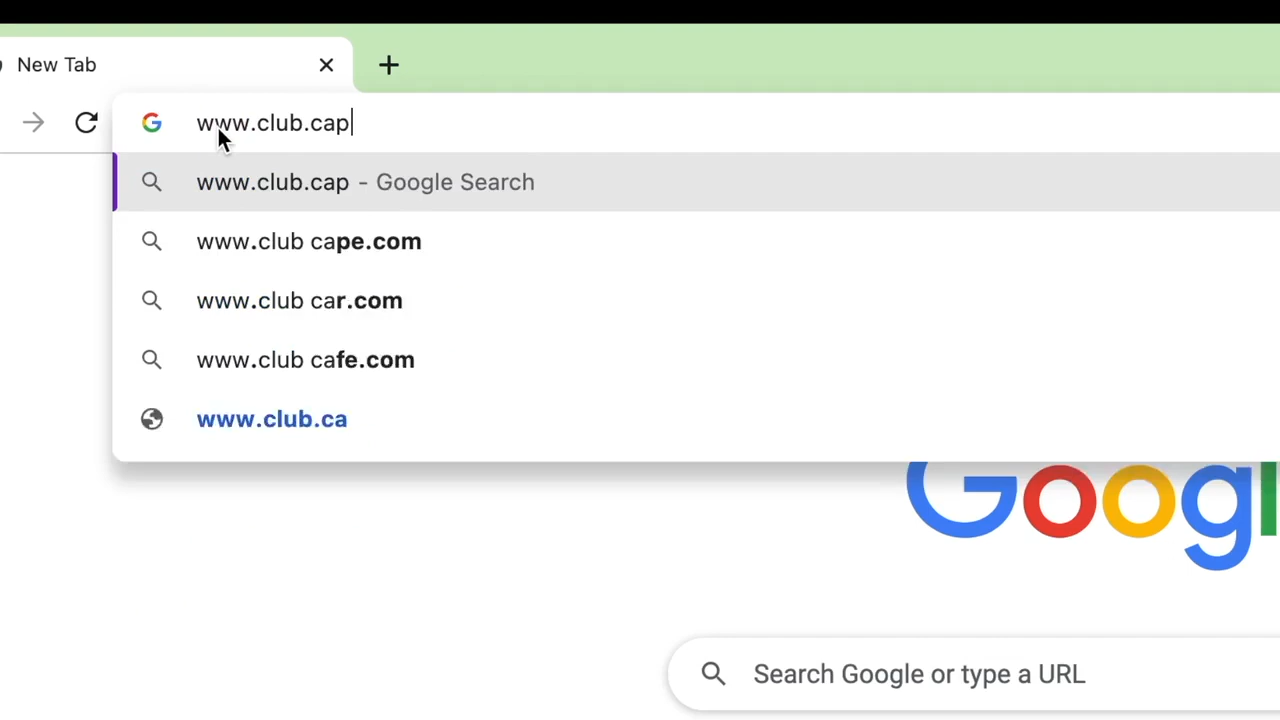 New Tab
www.club.cap
www.club.cap - Google Search
www.club cape.com
www.club car.com
www.club cafe.com
www.club.ca
Googl
Search Google or type a URL